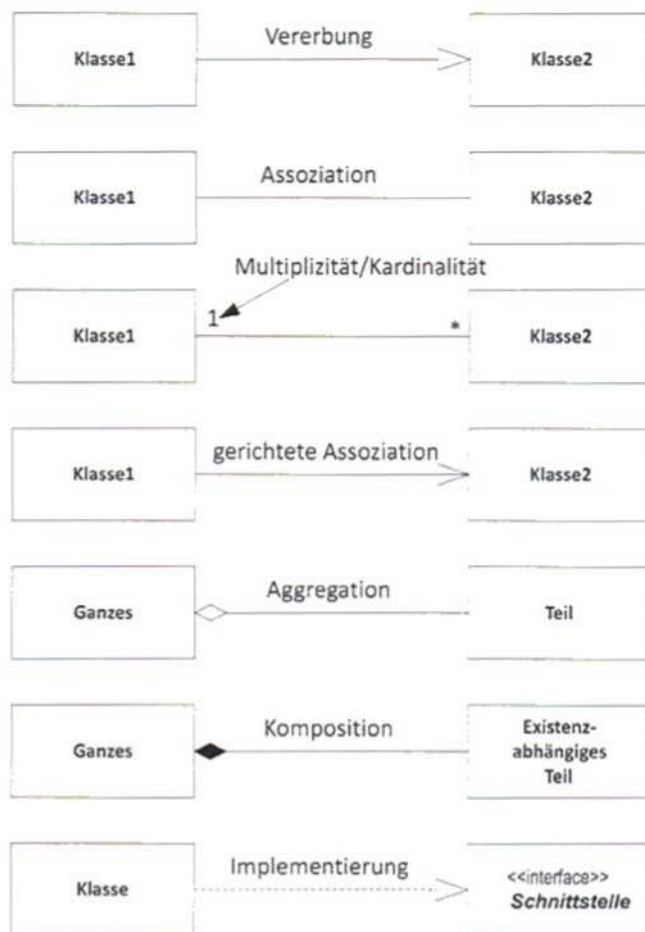 Vererbung
Klasse1
Klasse2
Assoziation
Klasse1
Klasse2
Multiplizität/Kardinalität
1
*
Klasse1
Klasse2
gerichtete Assoziation
Klasse1
Klasse2
Aggregation
Ganzes
Teil
Komposition
Ganzes
Existenz-
abhängiges
Teil
Implementierung
Klasse
<<interface>>
Schnittstelle